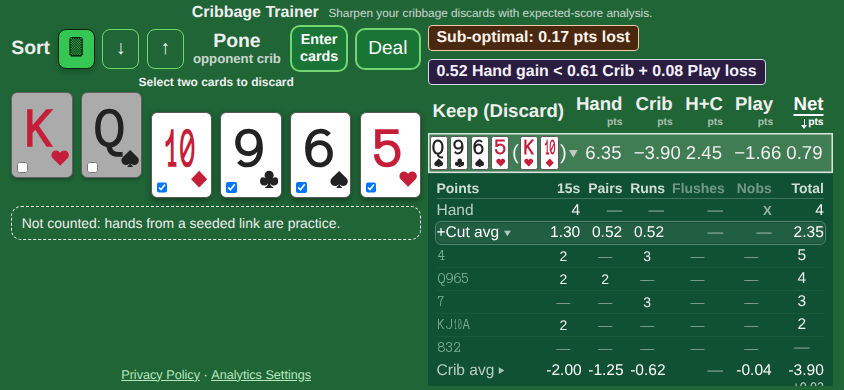 Cribbage Trainer Sharpen your cribbage discards with expected-score analysis.
Sort ↓ ↑ Pone opponent crib Enter cards Deal
Select two cards to discard
K Q 10 9 6 5
Not counted: hands from a seeded link are practice.
Privacy Policy · Analytics Settings
Sub-optimal: 0.17 pts lost
0.52 Hand gain < 0.61 Crib + 0.08 Play loss
Keep (Discard) Hand pts Crib pts H+C pts Play pts Net ↓pts
Q 9 6 5 (K 10) ▾ 6.35 −3.90 2.45 −1.66 0.79
Points 15s Pairs Runs Flushes Nobs Total
Hand 4 — — — x 4
+Cut avg ▾ 1.30 0.52 0.52 — — 2.35
4 2 — 3 5
Q965 2 2 — 4
7 — — 3 3
KJ10A 2 — — 2
832 — — — —
Crib avg ▸ -2.00 -1.25 -0.62 — -0.04 -3.90